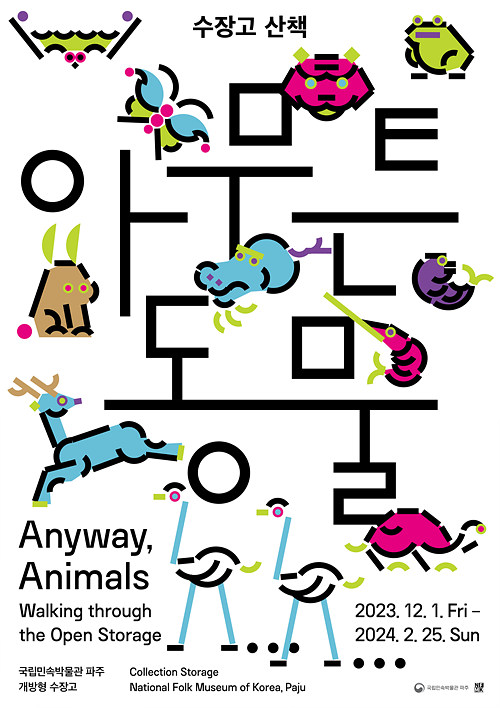 수장고 산책
아무튼
동물
Anyway,
Animals
Walking through
the Open Storage
2023. 12. 1. Fri –
2024. 2. 25. Sun
국립민속박물관 파주
개방형 수장고
Collection Storage
National Folk Museum of Korea, Paju
국립민속박물관 파주